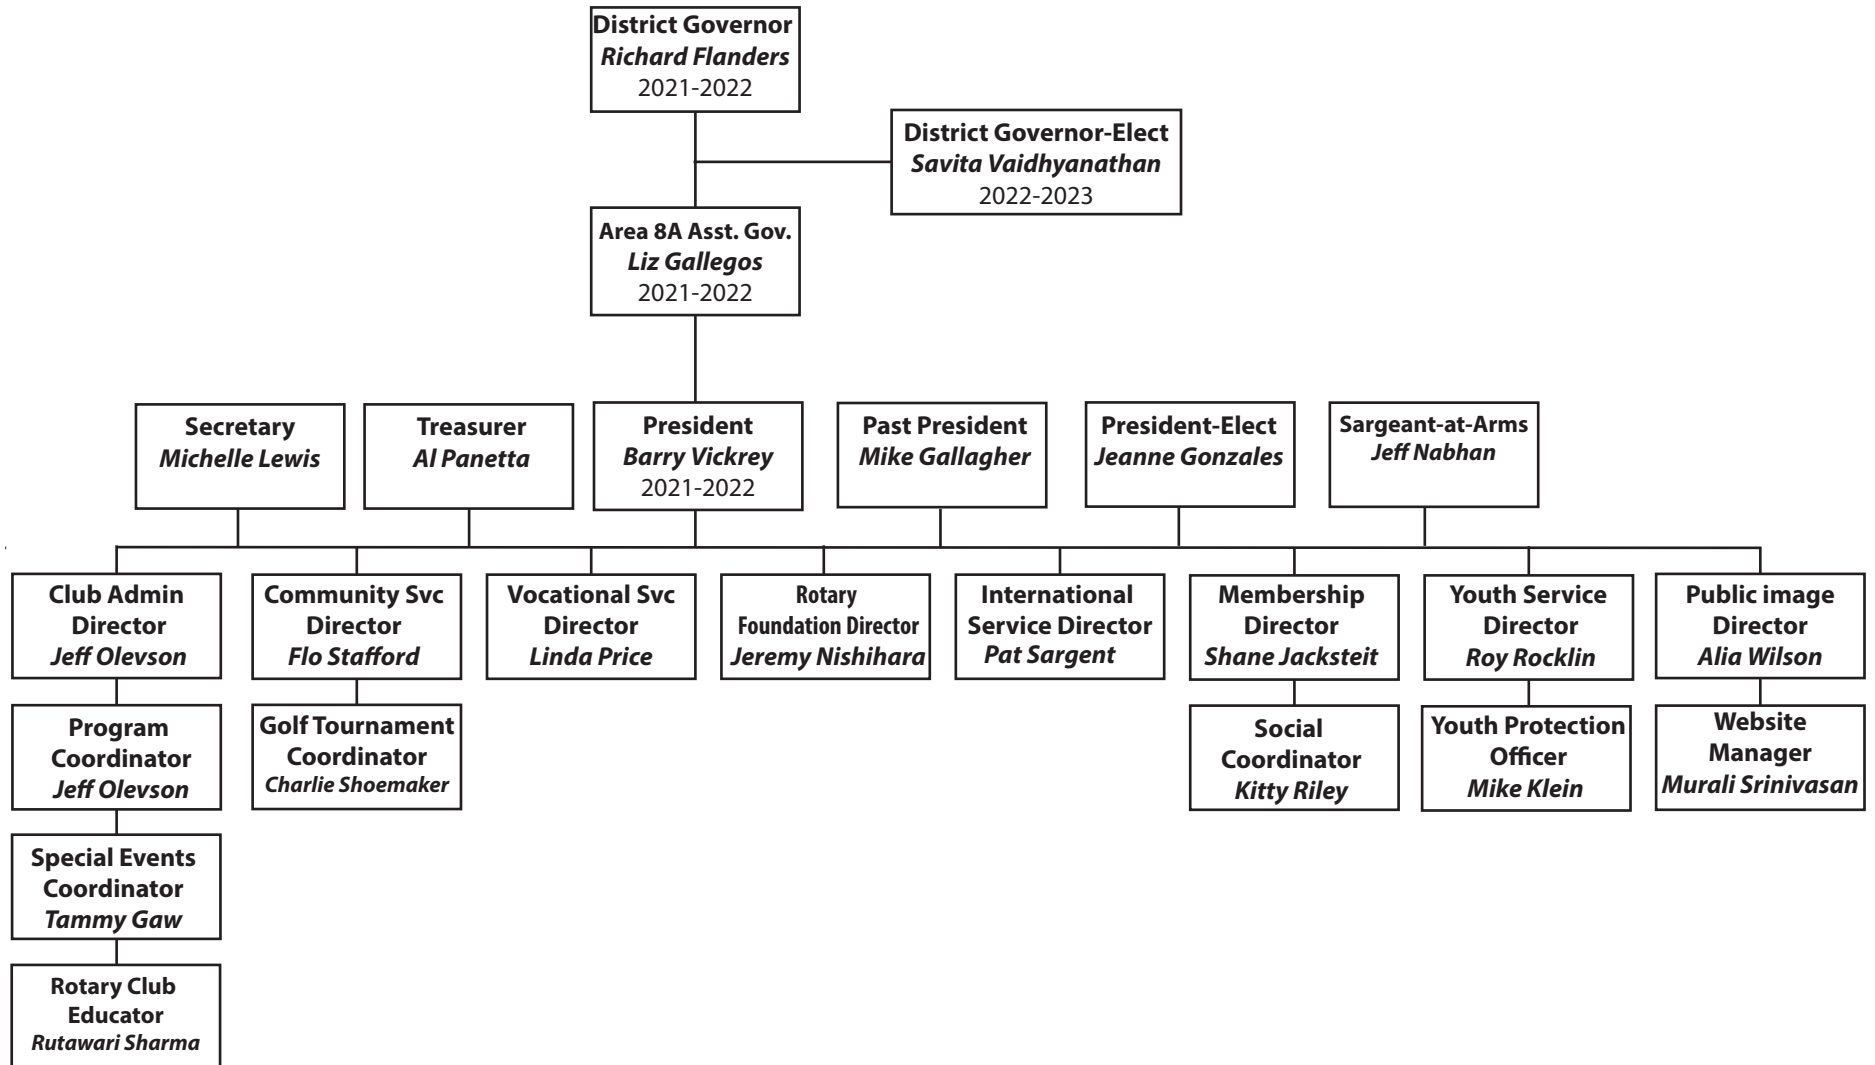 District Governor
Richard Flanders
2021-2022
District Governor-Elect
Savita Vaidhyanathan
2022-2023
Area 8A Asst. Gov.
Liz Gallegos
2021-2022
Secretary
Michelle Lewis
Treasurer
Al Panetta
President
Barry Vickrey
2021-2022
Past President
Mike Gallagher
President-Elect
Jeanne Gonzales
Sargeant-at-Arms
Jeff Nabhan
Club Admin
Director
Jeff Olevson
Community Svc
Director
Flo Stafford
Vocational Svc
Director
Linda Price
Rotary
Foundation Director
Jeremy Nishihara
International
Service Director
Pat Sargent
Membership
Director
Shane Jacksteit
Youth Service
Director
Roy Rocklin
Public image
Director
Alia Wilson
Program
Coordinator
Jeff Olevson
Golf Tournament
Coordinator
Charlie Shoemaker
Social
Coordinator
Kitty Riley
Youth Protection
Officer
Mike Klein
Website
Manager
Murali Srinivasan
Special Events
Coordinator
Tammy Gaw
Rotary Club
Educator
Rutawari Sharma